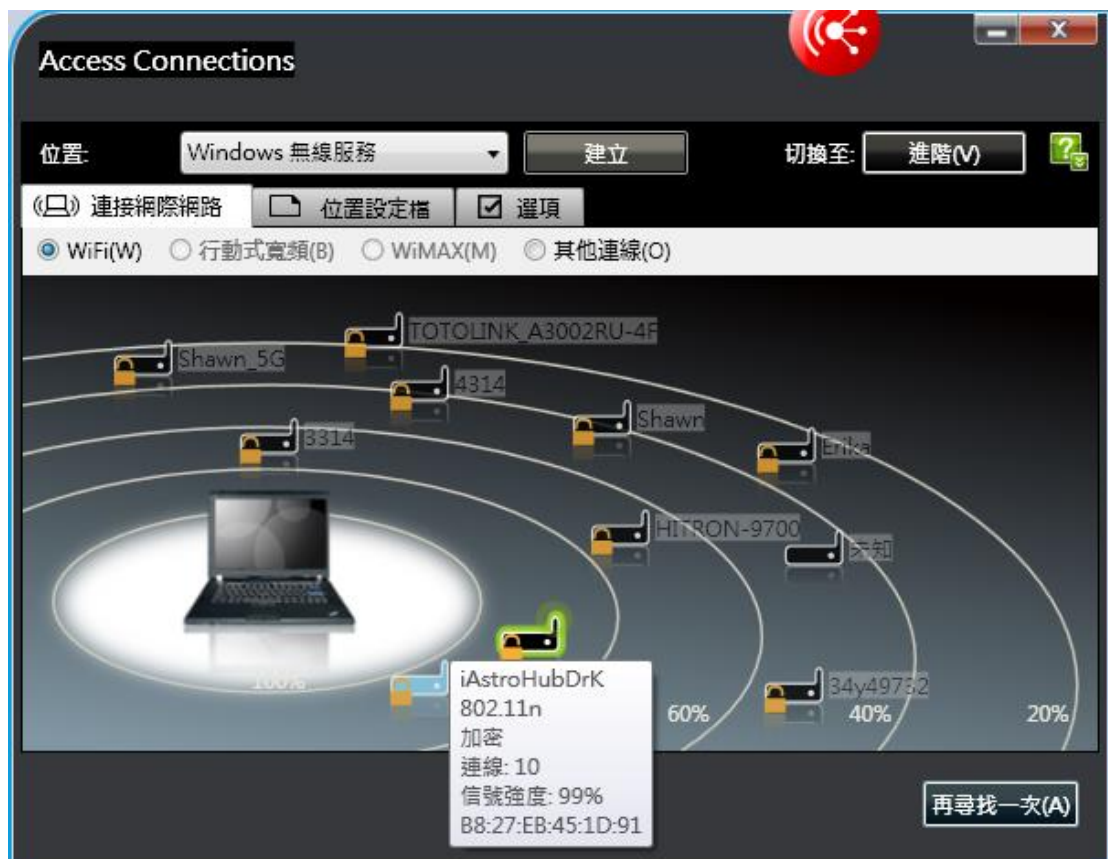 Access Connections
位置:
Windows 無線服務
建立
切換至:
進階(V)
連接網際網路
位置設定檔
選項
WiFi(W)
行動式寬頻(B)
WiMAX(M)
其他連線(O)
TOTOLINK_A3002RU-4F
Shawn_5G
4314
Shawn
3314
Erika
HITRON-9700
未知
100%
iAstroHubDrK
802.11n
加密
連線: 10
信號強度: 99%
B8:27:EB:45:1D:91
34y49732
60%
40%
20%
再尋找一次(A)